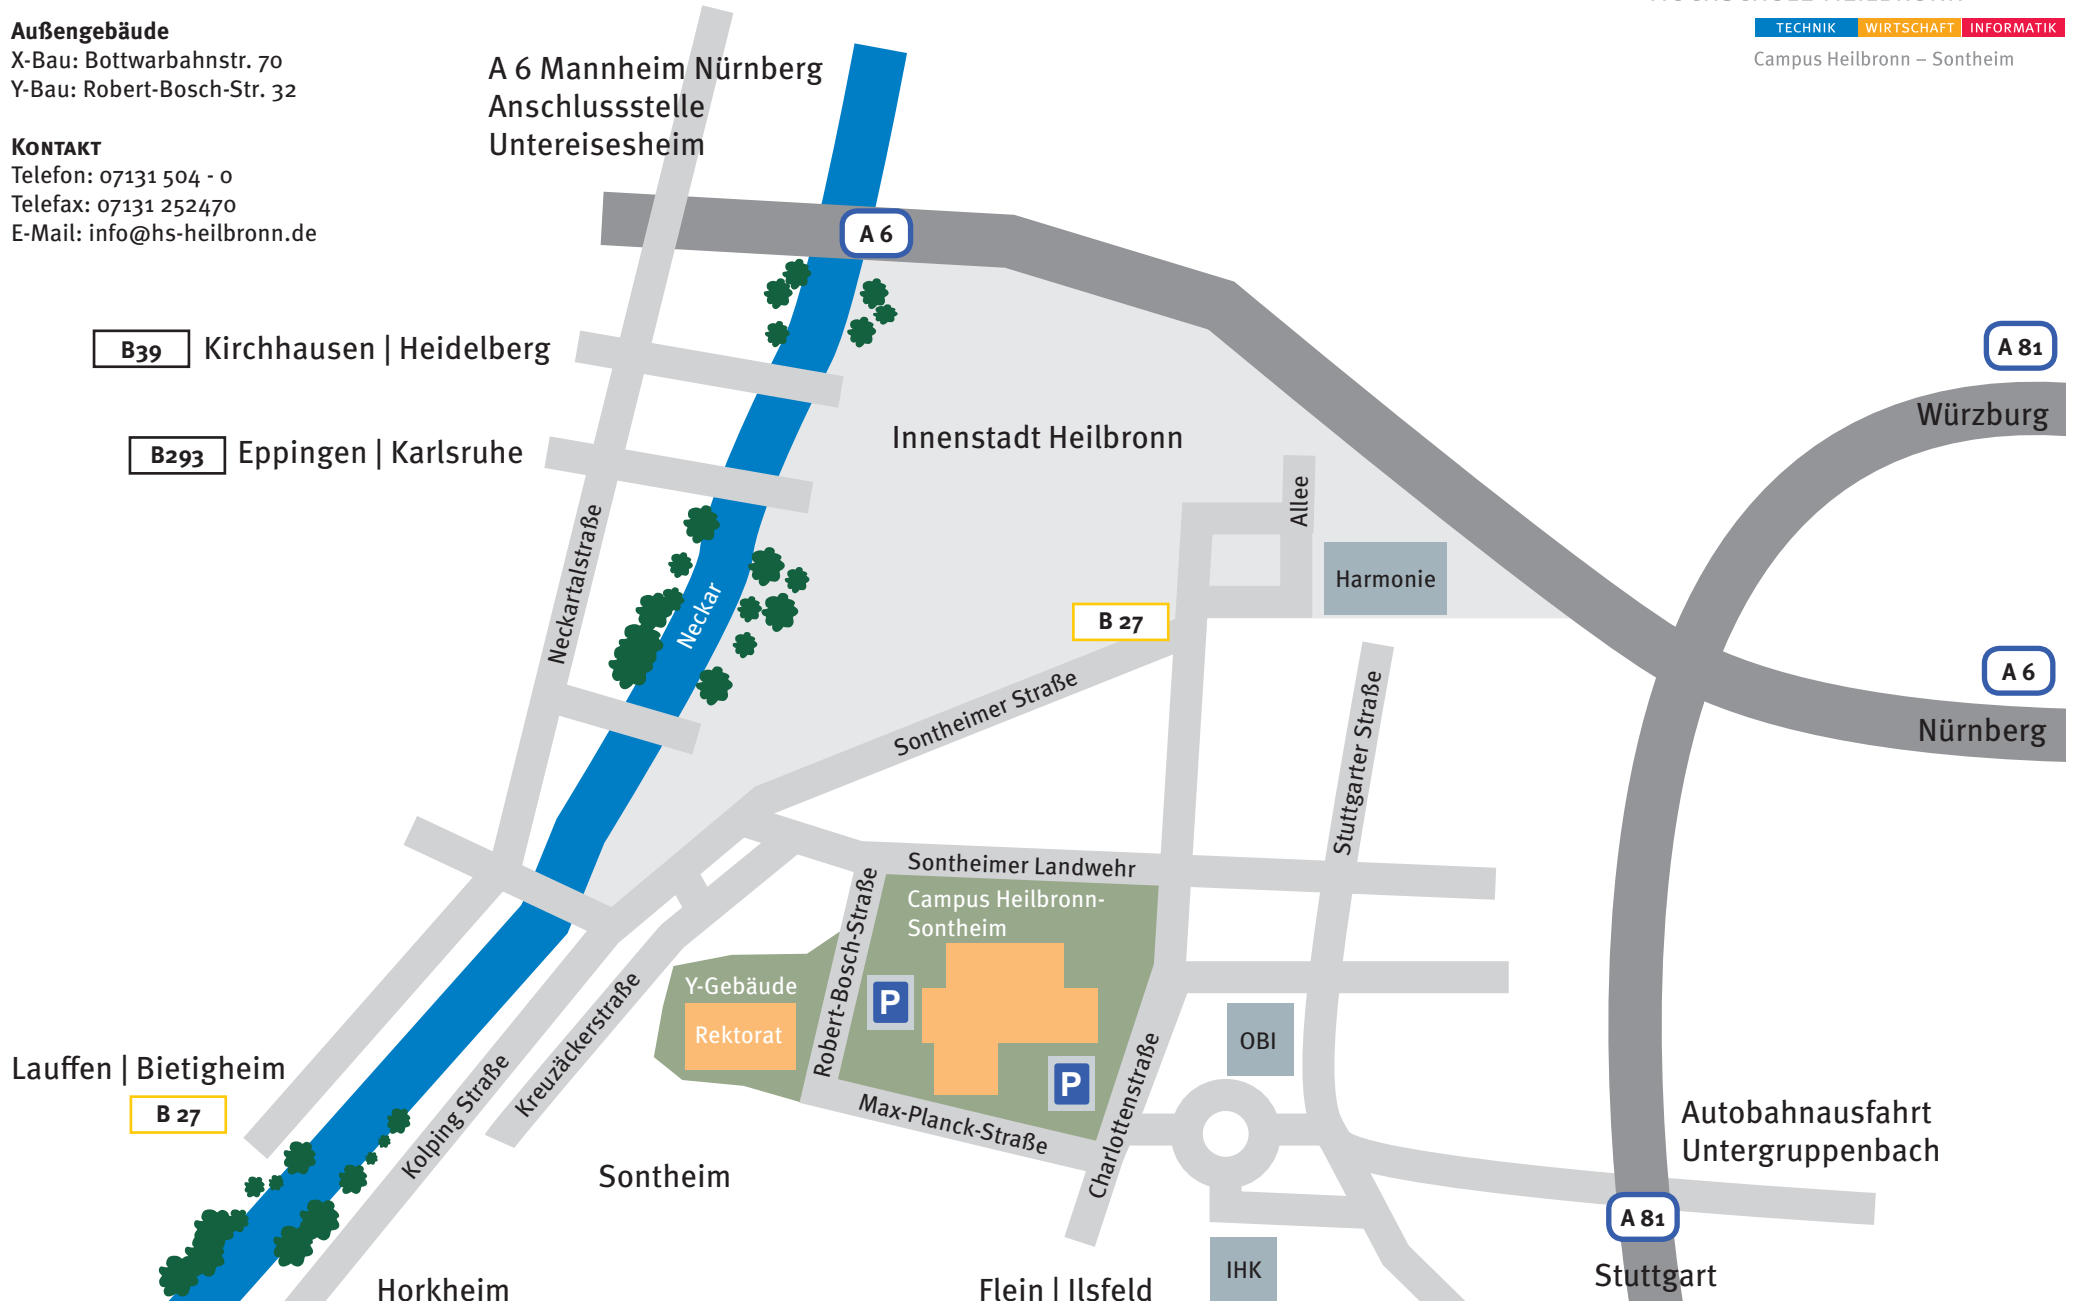 Außengebäude
X-Bau: Bottwarbahnstr. 70
Y-Bau: Robert-Bosch-Str. 32
Kontakt
Telefon: 07131 504 - 0
Telefax: 07131 252470
E-Mail: info@hs-heilbronn.de
TECHNIK WIRTSCHAFT INFORMATIK
Campus Heilbronn – Sontheim
A 6 Mannheim Nürnberg
Anschlussstelle
Untereisesheim
A 6
B39 Kirchhausen | Heidelberg
A 81
Würzburg
B293 Eppingen | Karlsruhe
Innenstadt Heilbronn
Allee
Neckartalstraße
Harmonie
Neckar
B 27
A 6
Nürnberg
Sontheimer Straße
Stuttgarter Straße
Sontheimer Landwehr
Campus Heilbronn-
Sontheim
Robert-Bosch-Straße
Y-Gebäude
P
Rektorat
OBI
Lauffen | Bietigheim
B 27
Kolping Straße
Kreuzäckerstraße
P
Max-Planck-Straße
Charlottenstraße
Autobahnausfahrt
Untergruppenbach
Sontheim
A 81
Stuttgart
IHK
Horkheim
Flein | Ilsfeld